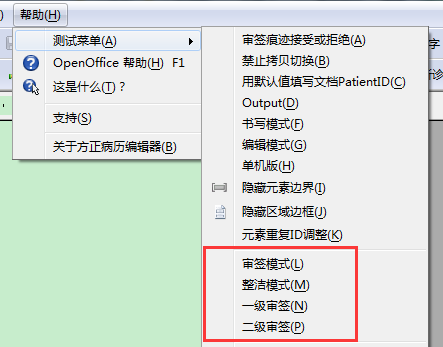 帮助(H)
测试菜单(A)
OpenOffice 帮助(H) F1
这是什么(T)？
支持(S)
关于方正病历编辑器(B)
审签痕迹接受或拒绝(A)
禁止拷贝切换(B)
用默认值填写文档PatientID(C)
Output(D)
书写模式(F)
编辑模式(G)
单机版(H)
隐藏元素边界(I)
隐藏区域边框(J)
元素重复ID调整(K)
审签模式(L)
整洁模式(M)
一级审签(N)
二级审签(P)
字
诊